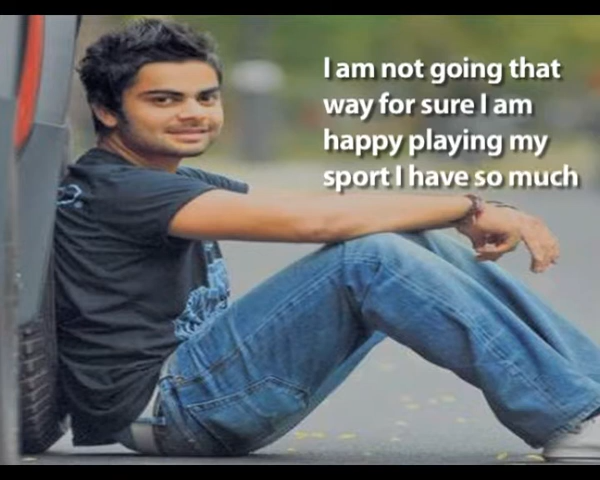 I am not going that
way for sure I am
happy playing my
sport I have so much